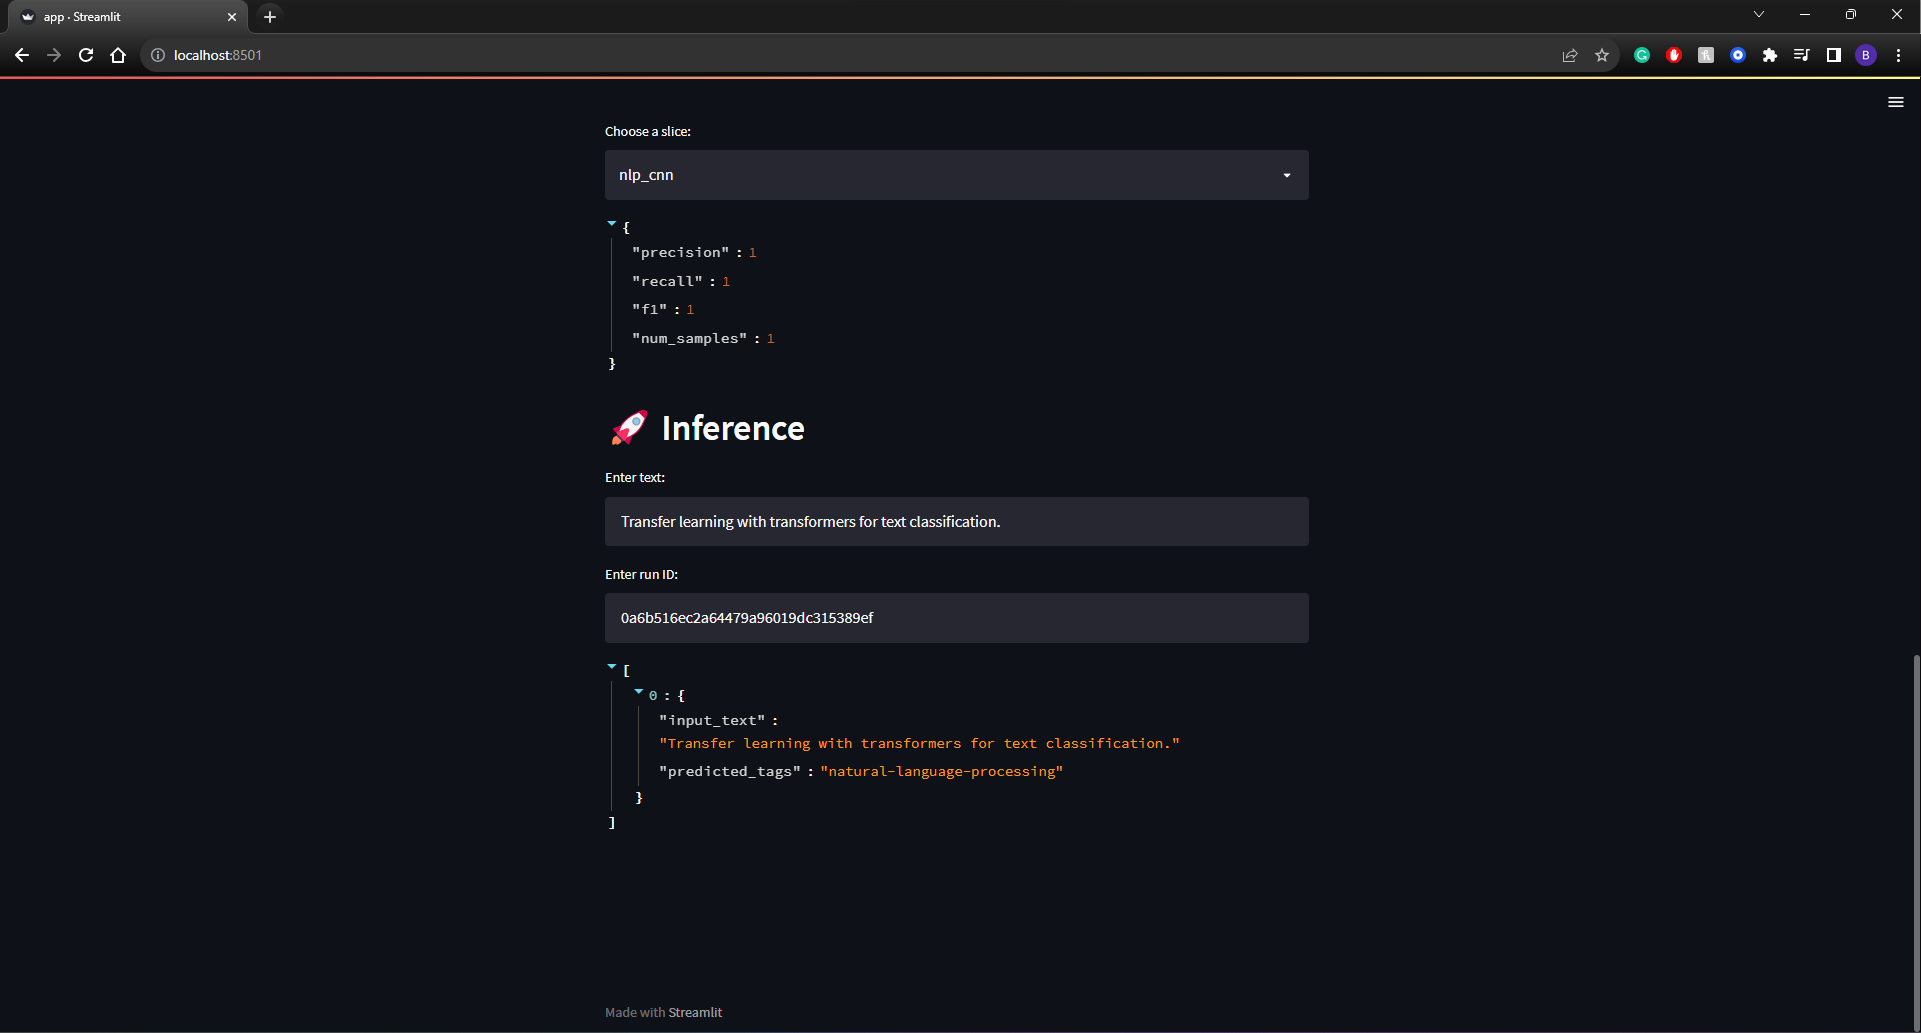 app · Streamlit
localhost:8501
B
Choose a slice:
nlp_cnn
{
"precision" : 1
"recall" : 1
"f1" : 1
"num_samples" : 1
}
🚀 Inference
Enter text:
Transfer learning with transformers for text classification.
Enter run ID:
0a6b516ec2a64479a96019dc315389ef
[
0 : {
"input_text" :
"Transfer learning with transformers for text classification."
"predicted_tags" : "natural-language-processing"
}
]
Made with Streamlit